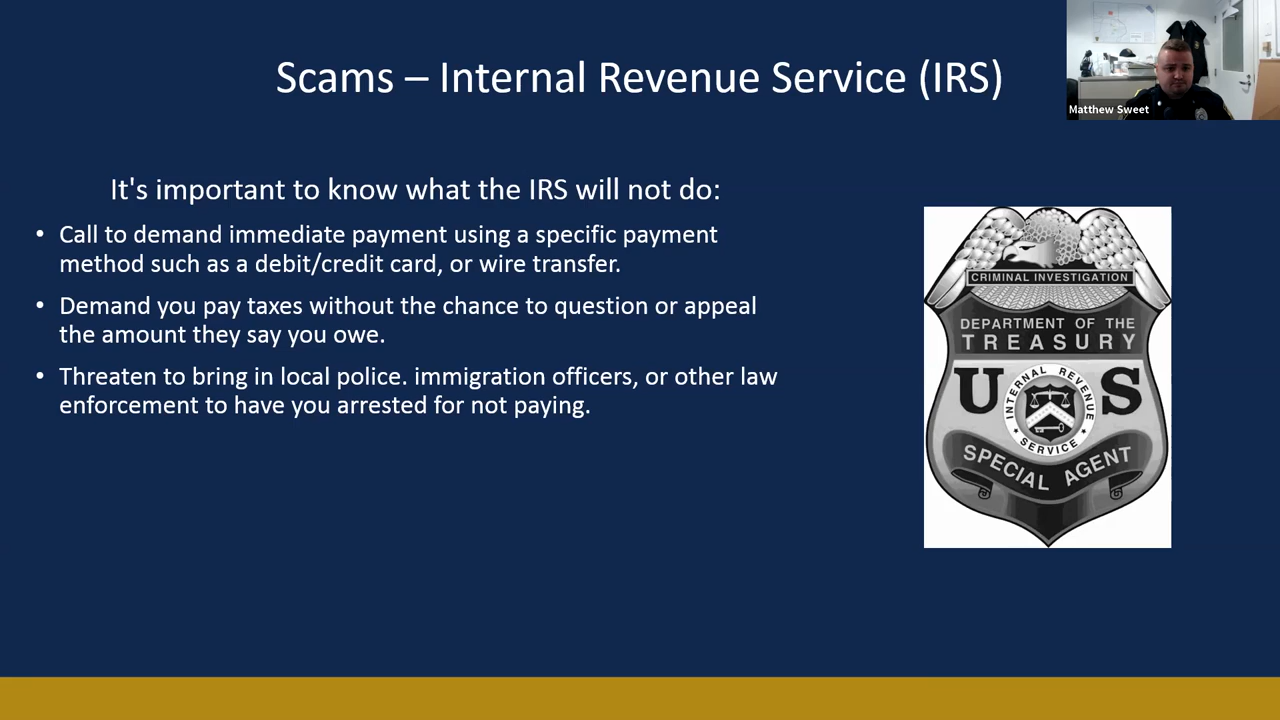 Scams – Internal Revenue Service (IRS)
Matthew Sweet
It's important to know what the IRS will not do:
• Call to demand immediate payment using a specific payment
method such as a debit/credit card, or wire transfer.
• Demand you pay taxes without the chance to question or appeal
the amount they say you owe.
• Threaten to bring in local police. immigration officers, or other law
enforcement to have you arrested for not paying.
CRIMINAL INVESTIGATION
DEPARTMENT OF THE
TREASURY
U S
INTERNAL REVENUE
SERVICE
SPECIAL AGENT